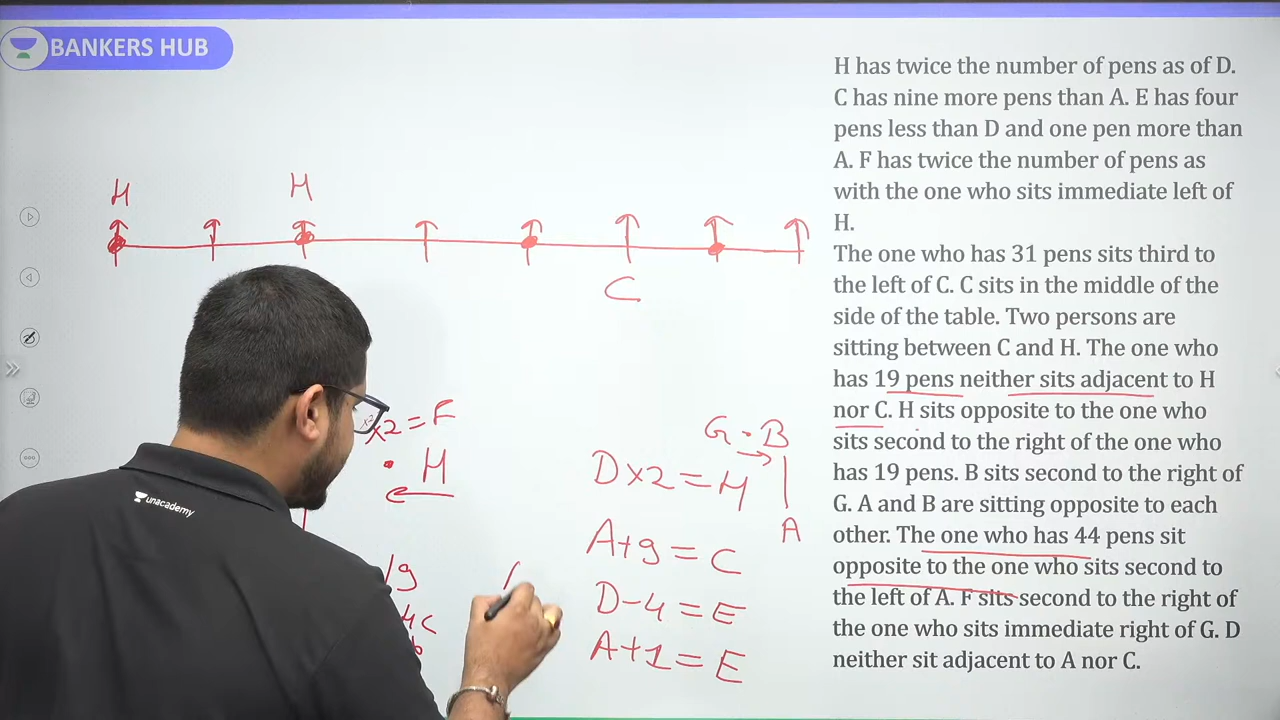 BANKERS HUB
H has twice the number of pens as of D.
C has nine more pens than A. E has four
pens less than D and one pen more than
A. F has twice the number of pens as
with the one who sits immediate left of
H.
The one who has 31 pens sits third to
the left of C. C sits in the middle of the
side of the table. Two persons are
sitting between C and H. The one who
has 19 pens neither sits adjacent to H
nor C. H sits opposite to the one who
sits second to the right of the one who
has 19 pens. B sits second to the right of
G. A and B are sitting opposite to each
other. The one who has 44 pens sit
opposite to the one who sits second to
the left of A. F sits second to the right of
the one who sits immediate right of G. D
neither sit adjacent to A nor C.
H H
C
x2 = F
H
G . B
A
D x 2 = H
A + 9 = C
D - 4 = E
A + 1 = E
unacademy